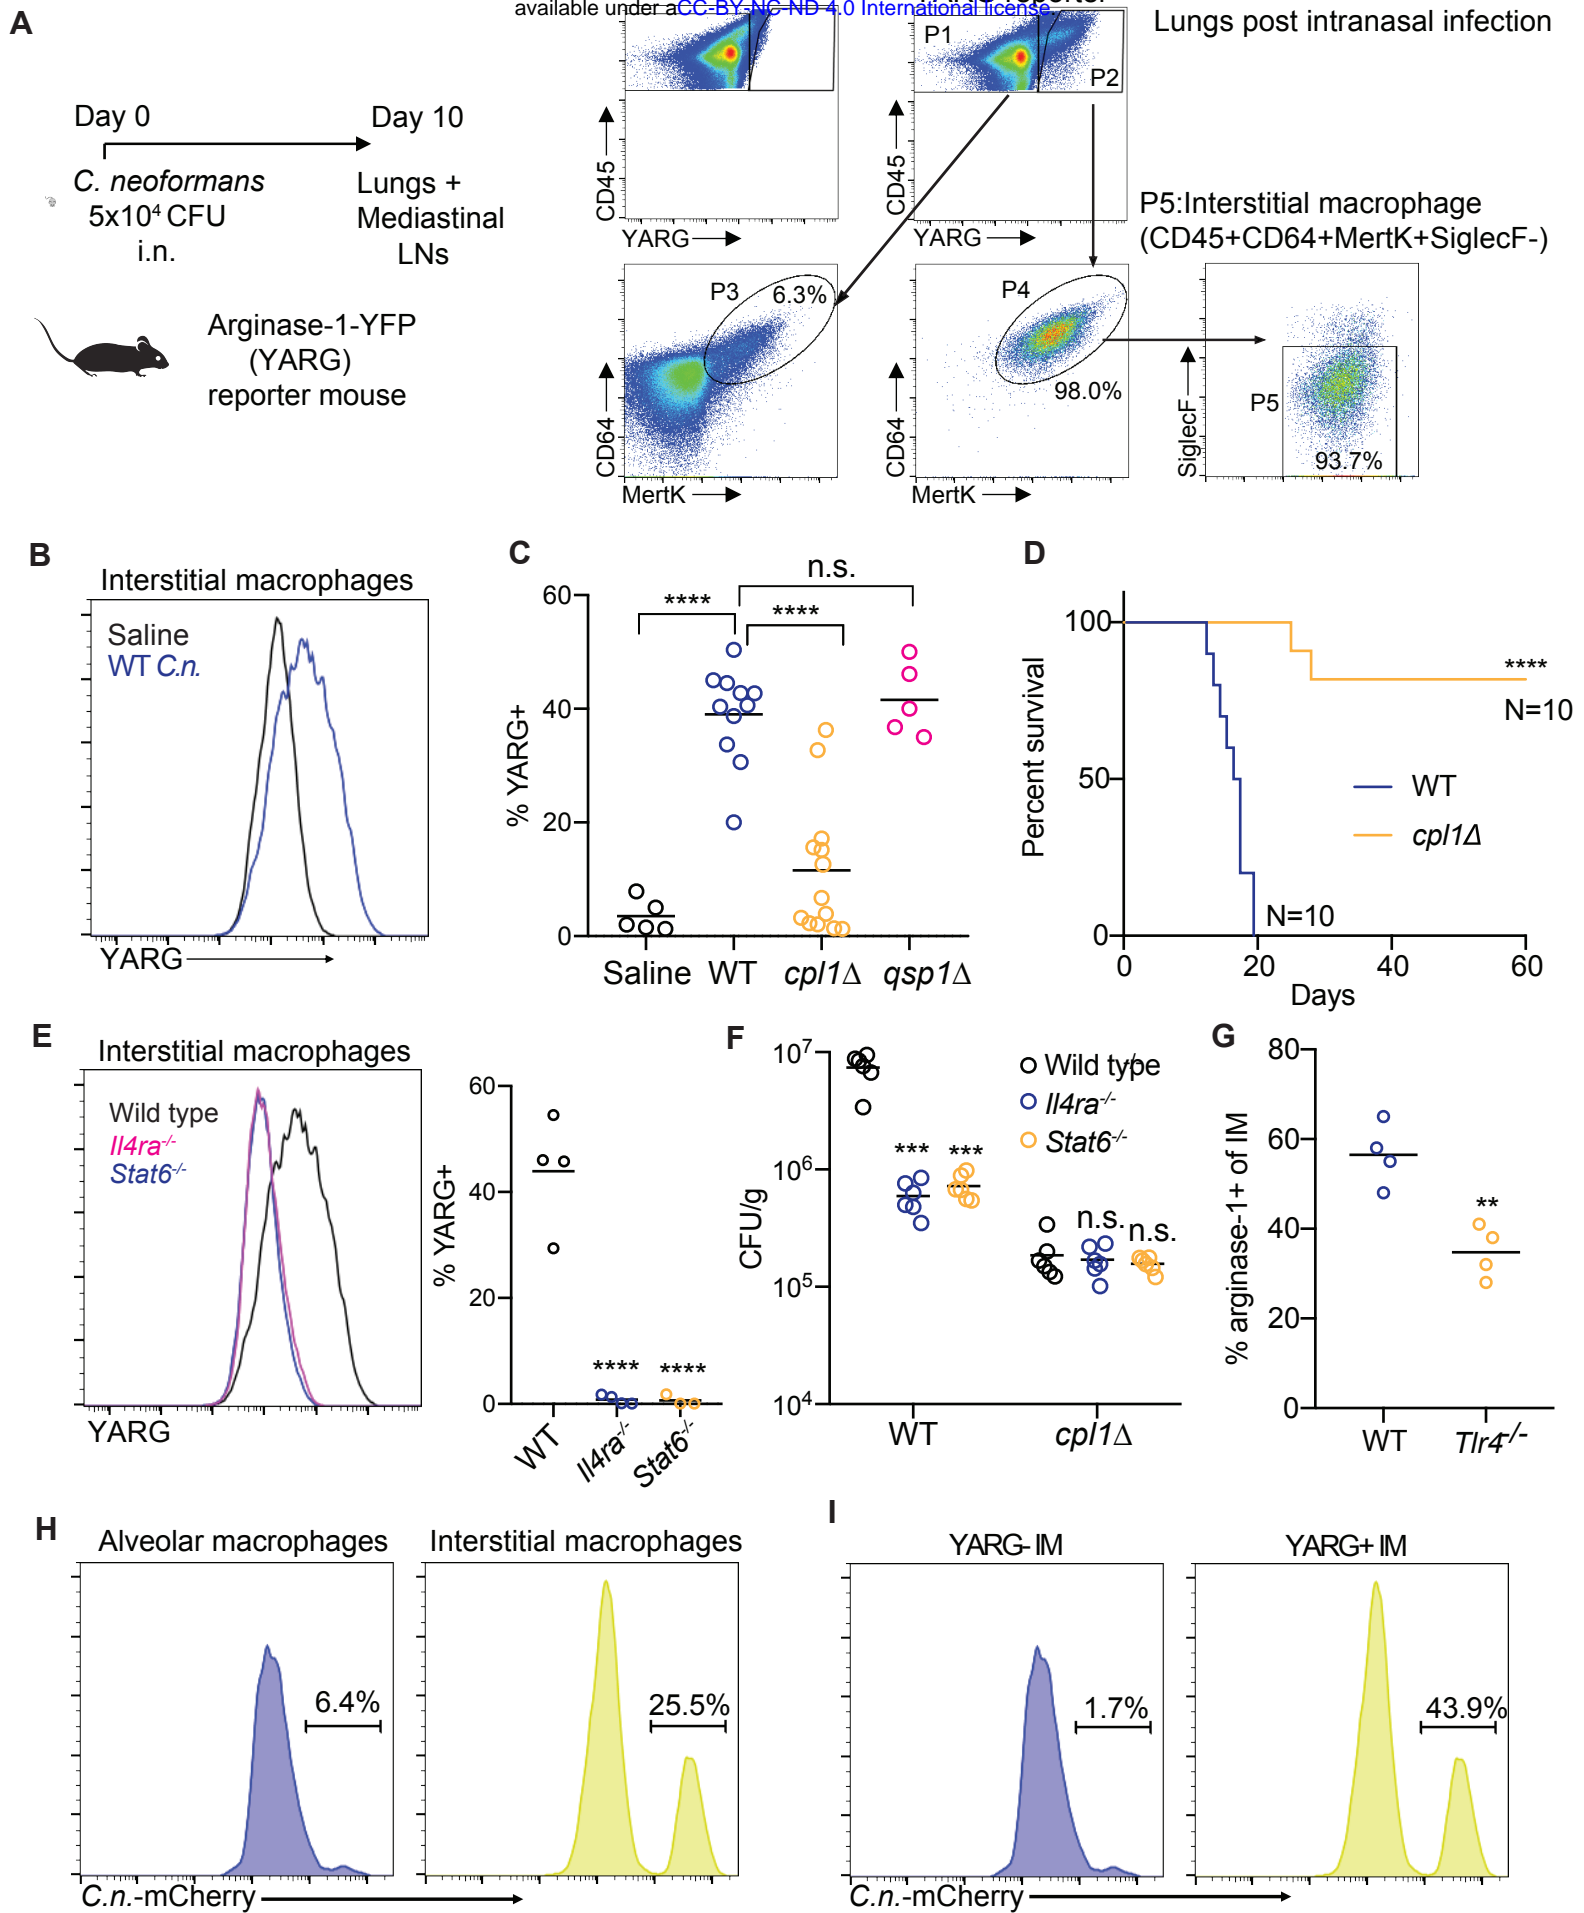 A
available under aCC-BY-NC-ND 4.0 International license.
Lungs post intranasal infection
Day 0
Day 10
C. neoformans
5x10⁴ CFU
i.n.
Lungs +
Mediastinal
LNs
Arginase-1-YFP
(YARG)
reporter mouse
CD45
YARG
P1
P2
CD45
YARG
P5:Interstitial macrophage
(CD45+CD64+MertK+SiglecF-)
P3
6.3%
CD64
MertK
P4
98.0%
CD64
MertK
P5
93.7%
SiglecF
B
Interstitial macrophages
Saline
WT C.n.
YARG
C
n.s.
****
****
60
40
20
0
% YARG+
Saline
WT
cpl1Δ
qsp1Δ
D
100
50
0
Percent survival
****
N=10
WT
cpl1Δ
N=10
0
20
40
60
Days
E
Interstitial macrophages
Wild type
Il4ra-/-
Stat6-/-
YARG
60
40
20
0
% YARG+
****
****
WT
Il4ra-/-
Stat6-/-
F
10⁷
10⁶
10⁵
10⁴
CFU/g
Wild type
Il4ra-/-
Stat6-/-
***
***
n.s.
n.s.
WT
cpl1Δ
G
80
60
40
20
0
% arginase-1+ of IM
**
WT
Tlr4-/-
H
Alveolar macrophages
Interstitial macrophages
6.4%
25.5%
C.n.-mCherry
I
YARG- IM
YARG+ IM
1.7%
43.9%
C.n.-mCherry